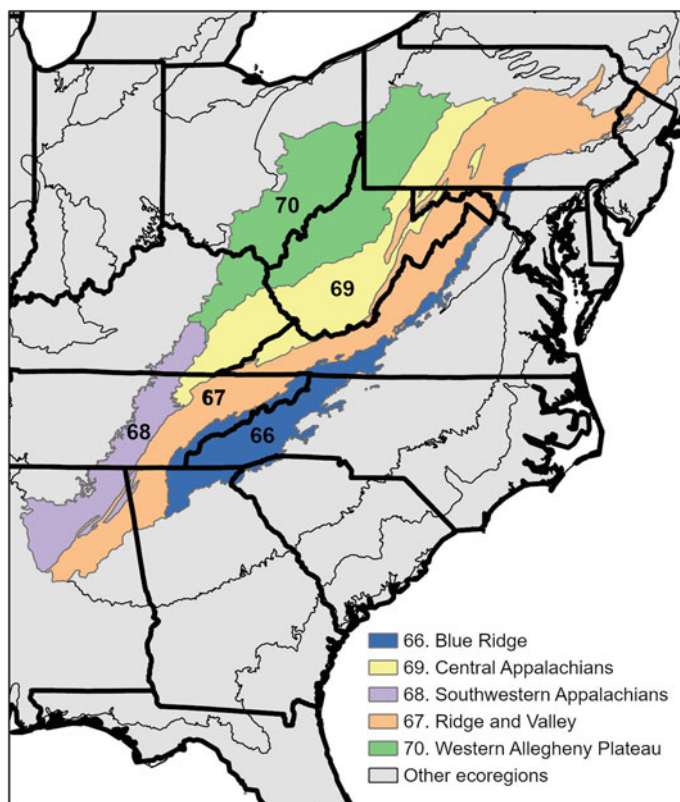 70
69
67
68
66
66. Blue Ridge
69. Central Appalachians
68. Southwestern Appalachians
67. Ridge and Valley
70. Western Allegheny Plateau
Other ecoregions